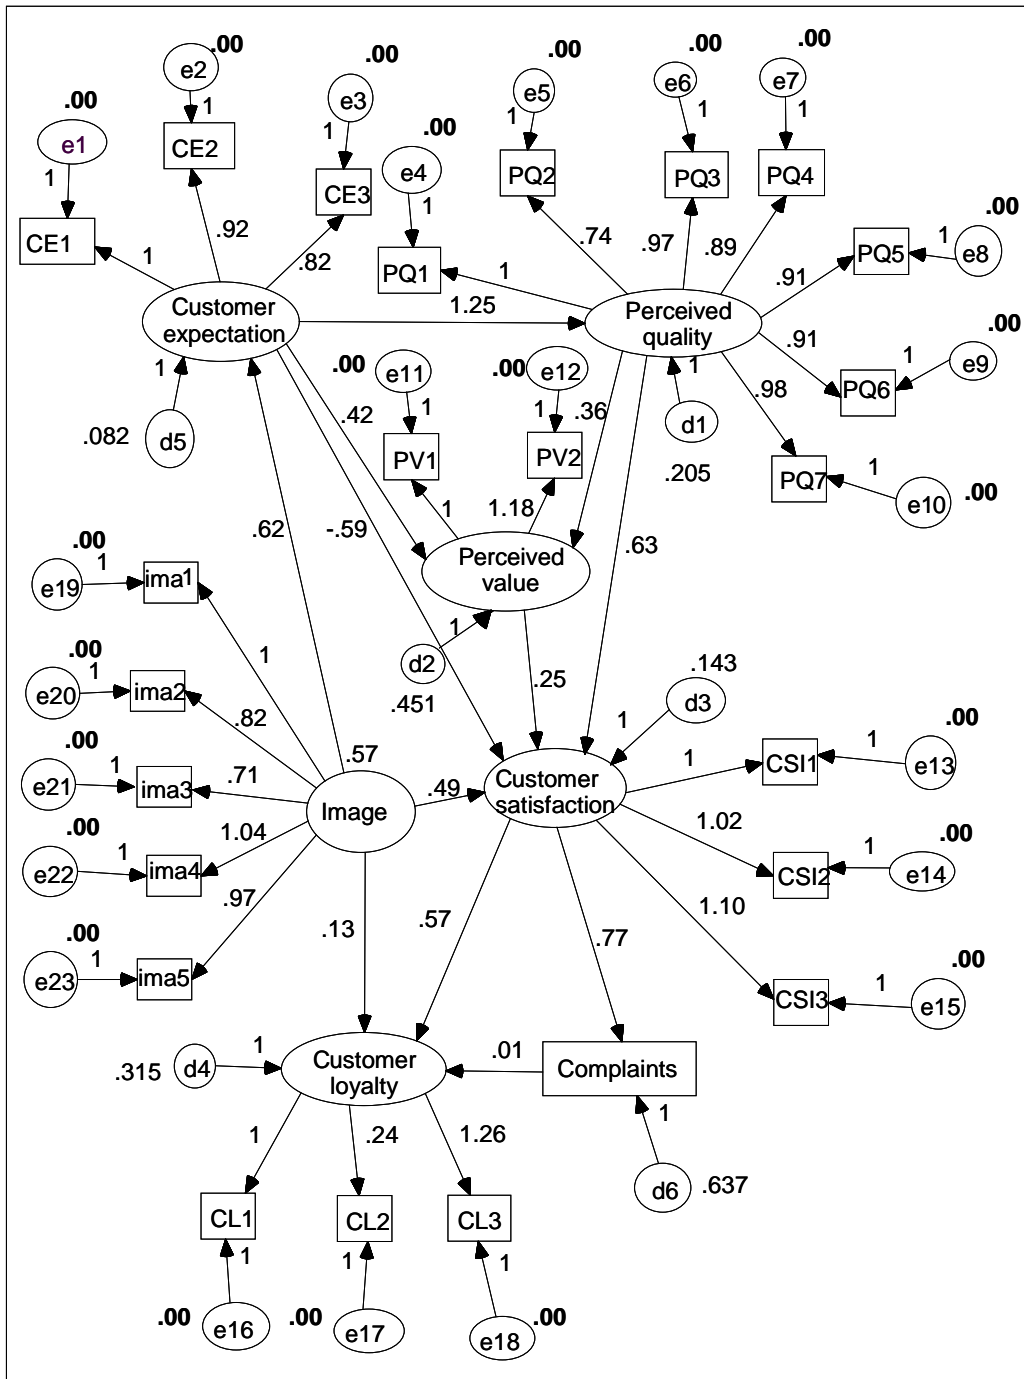 .00
e2
1
CE2
.00
e3
1
CE3
.00
e1
1
CE1
.00
e4
1
PQ1
.00
e5
1
PQ2
.00
e6
1
PQ3
.00
e7
1
PQ4
.00
e8
1
PQ5
.00
e9
1
PQ6
.00
e10
1
PQ7
1
.92
.82
1
.74
.97
.89
.91
.91
.98
Customer
expectation
1.25
Perceived
quality
1
d5
.082
1
d1
.205
.00
e11
1
PV1
.00
e12
1
PV2
.42
.36
-.59
.62
.63
1
1.18
Perceived
value
1
d2
.451
.25
.143
d3
1
.00
e19
1
ima1
.00
e20
1
ima2
.00
e21
1
ima3
.00
e22
1
ima4
.00
e23
1
ima5
1
.82
.71
1.04
.97
.57
Image
.49
Customer
satisfaction
1
1.02
1.10
CSI1
1
.00
e13
CSI2
1
.00
e14
CSI3
1
.00
e15
.13
.57
.77
.315
d4
1
Customer
loyalty
.01
Complaints
1
d6
.637
1
.24
1.26
CL1
CL2
CL3
1
1
1
.00
e16
.00
e17
.00
e18